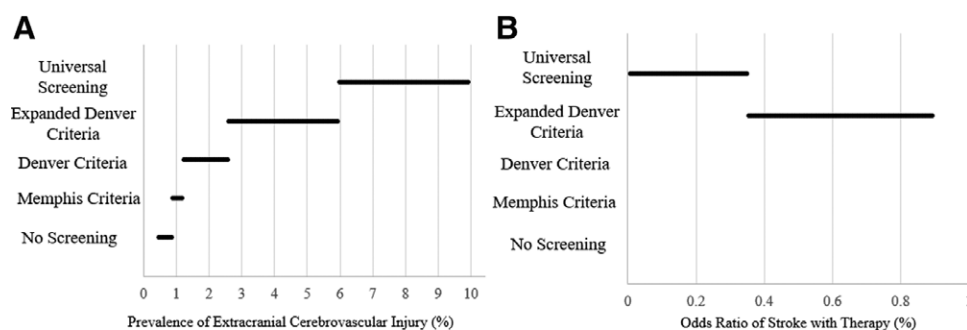 A
Universal
Screening
Expanded Denver
Criteria
Denver Criteria
Memphis Criteria
No Screening
0 1 2 3 4 5 6 7 8 9 10
Prevalence of Extracranial Cerebrovascular Injury (%)
B
Universal
Screening
Expanded Denver
Criteria
Denver Criteria
Memphis Criteria
No Screening
0 0.2 0.4 0.6 0.8
Odds Ratio of Stroke with Therapy (%)